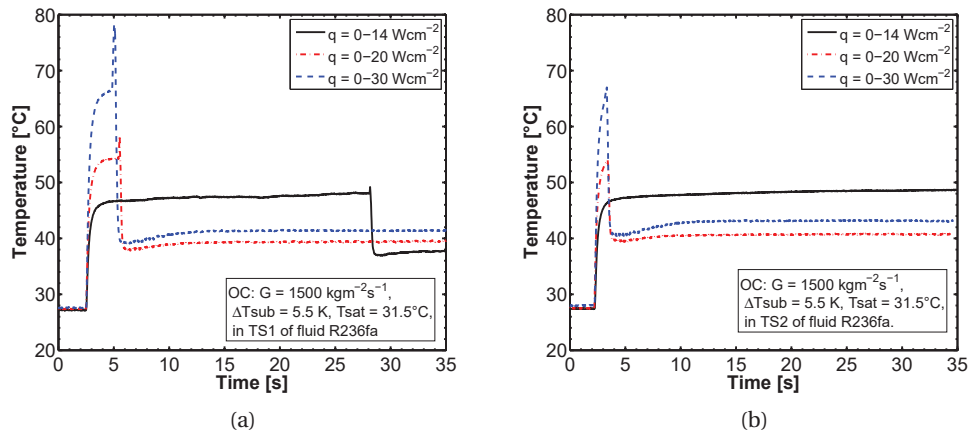 80
70
60
50
40
30
20
Temperature [°C]
0 5 10 15 20 25 30 35
Time [s]
q = 0−14 Wcm⁻²
q = 0−20 Wcm⁻²
q = 0−30 Wcm⁻²
OC: G = 1500 kgm⁻²s⁻¹,
ΔTsub = 5.5 K, Tsat = 31.5°C,
in TS1 of fluid R236fa.
(a)
80
70
60
50
40
30
20
Temperature [°C]
0 5 10 15 20 25 30 35
Time [s]
q = 0−14 Wcm⁻²
q = 0−20 Wcm⁻²
q = 0−30 Wcm⁻²
OC: G = 1500 kgm⁻²s⁻¹,
ΔTsub = 5.5 K, Tsat = 31.5°C,
in TS2 of fluid R236fa.
(b)